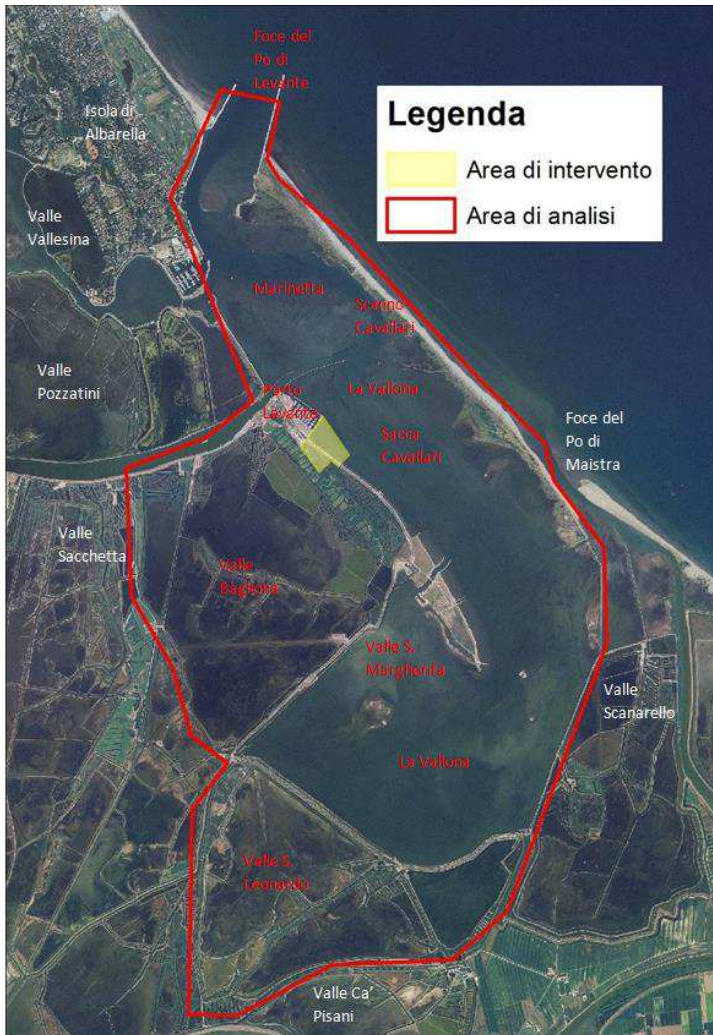 Foce del
Po di
Levante
Isola di
Albarella
Legenda
Area di intervento
Area di analisi
Valle
Vallesina
Marinetta
Scanno
Cavallari
Valle
Pozzatini
Porto
Levante
La Vallona
Sacca
Cavallari
Foce del
Po di
Maistra
Valle
Sacchetta
Valle
Bagliona
Valle S.
Margherita
Valle
Scanarello
La Vallona
Valle S.
Leonardo
Valle Ca'
Pisani